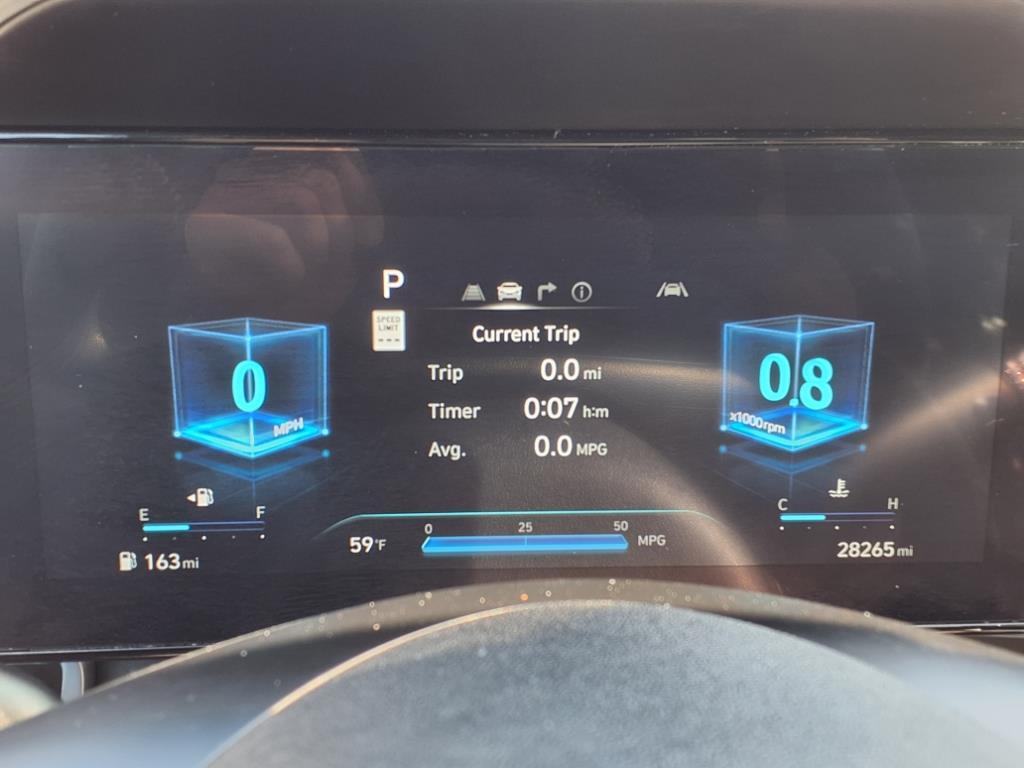 P
SPEED
LIMIT
---
Current Trip
Trip 0.0 mi
Timer 0:07 h:m
Avg. 0.0 MPG
0
MPH
0.8
x1000rpm
E F
163 mi
59°F
0 25 50
MPG
C H
28265 mi